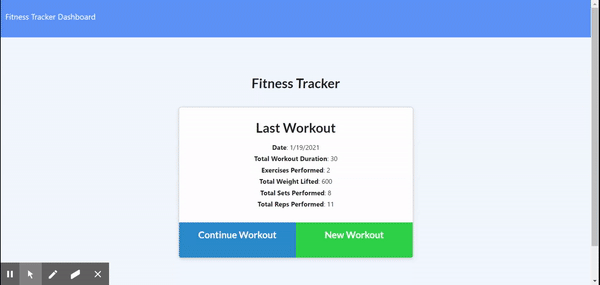 Fitness Tracker Dashboard
Fitness Tracker
Last Workout
Date: 1/19/2021
Total Workout Duration: 30
Exercises Performed: 2
Total Weight Lifted: 600
Total Sets Performed: 8
Total Reps Performed: 11
Continue Workout New Workout